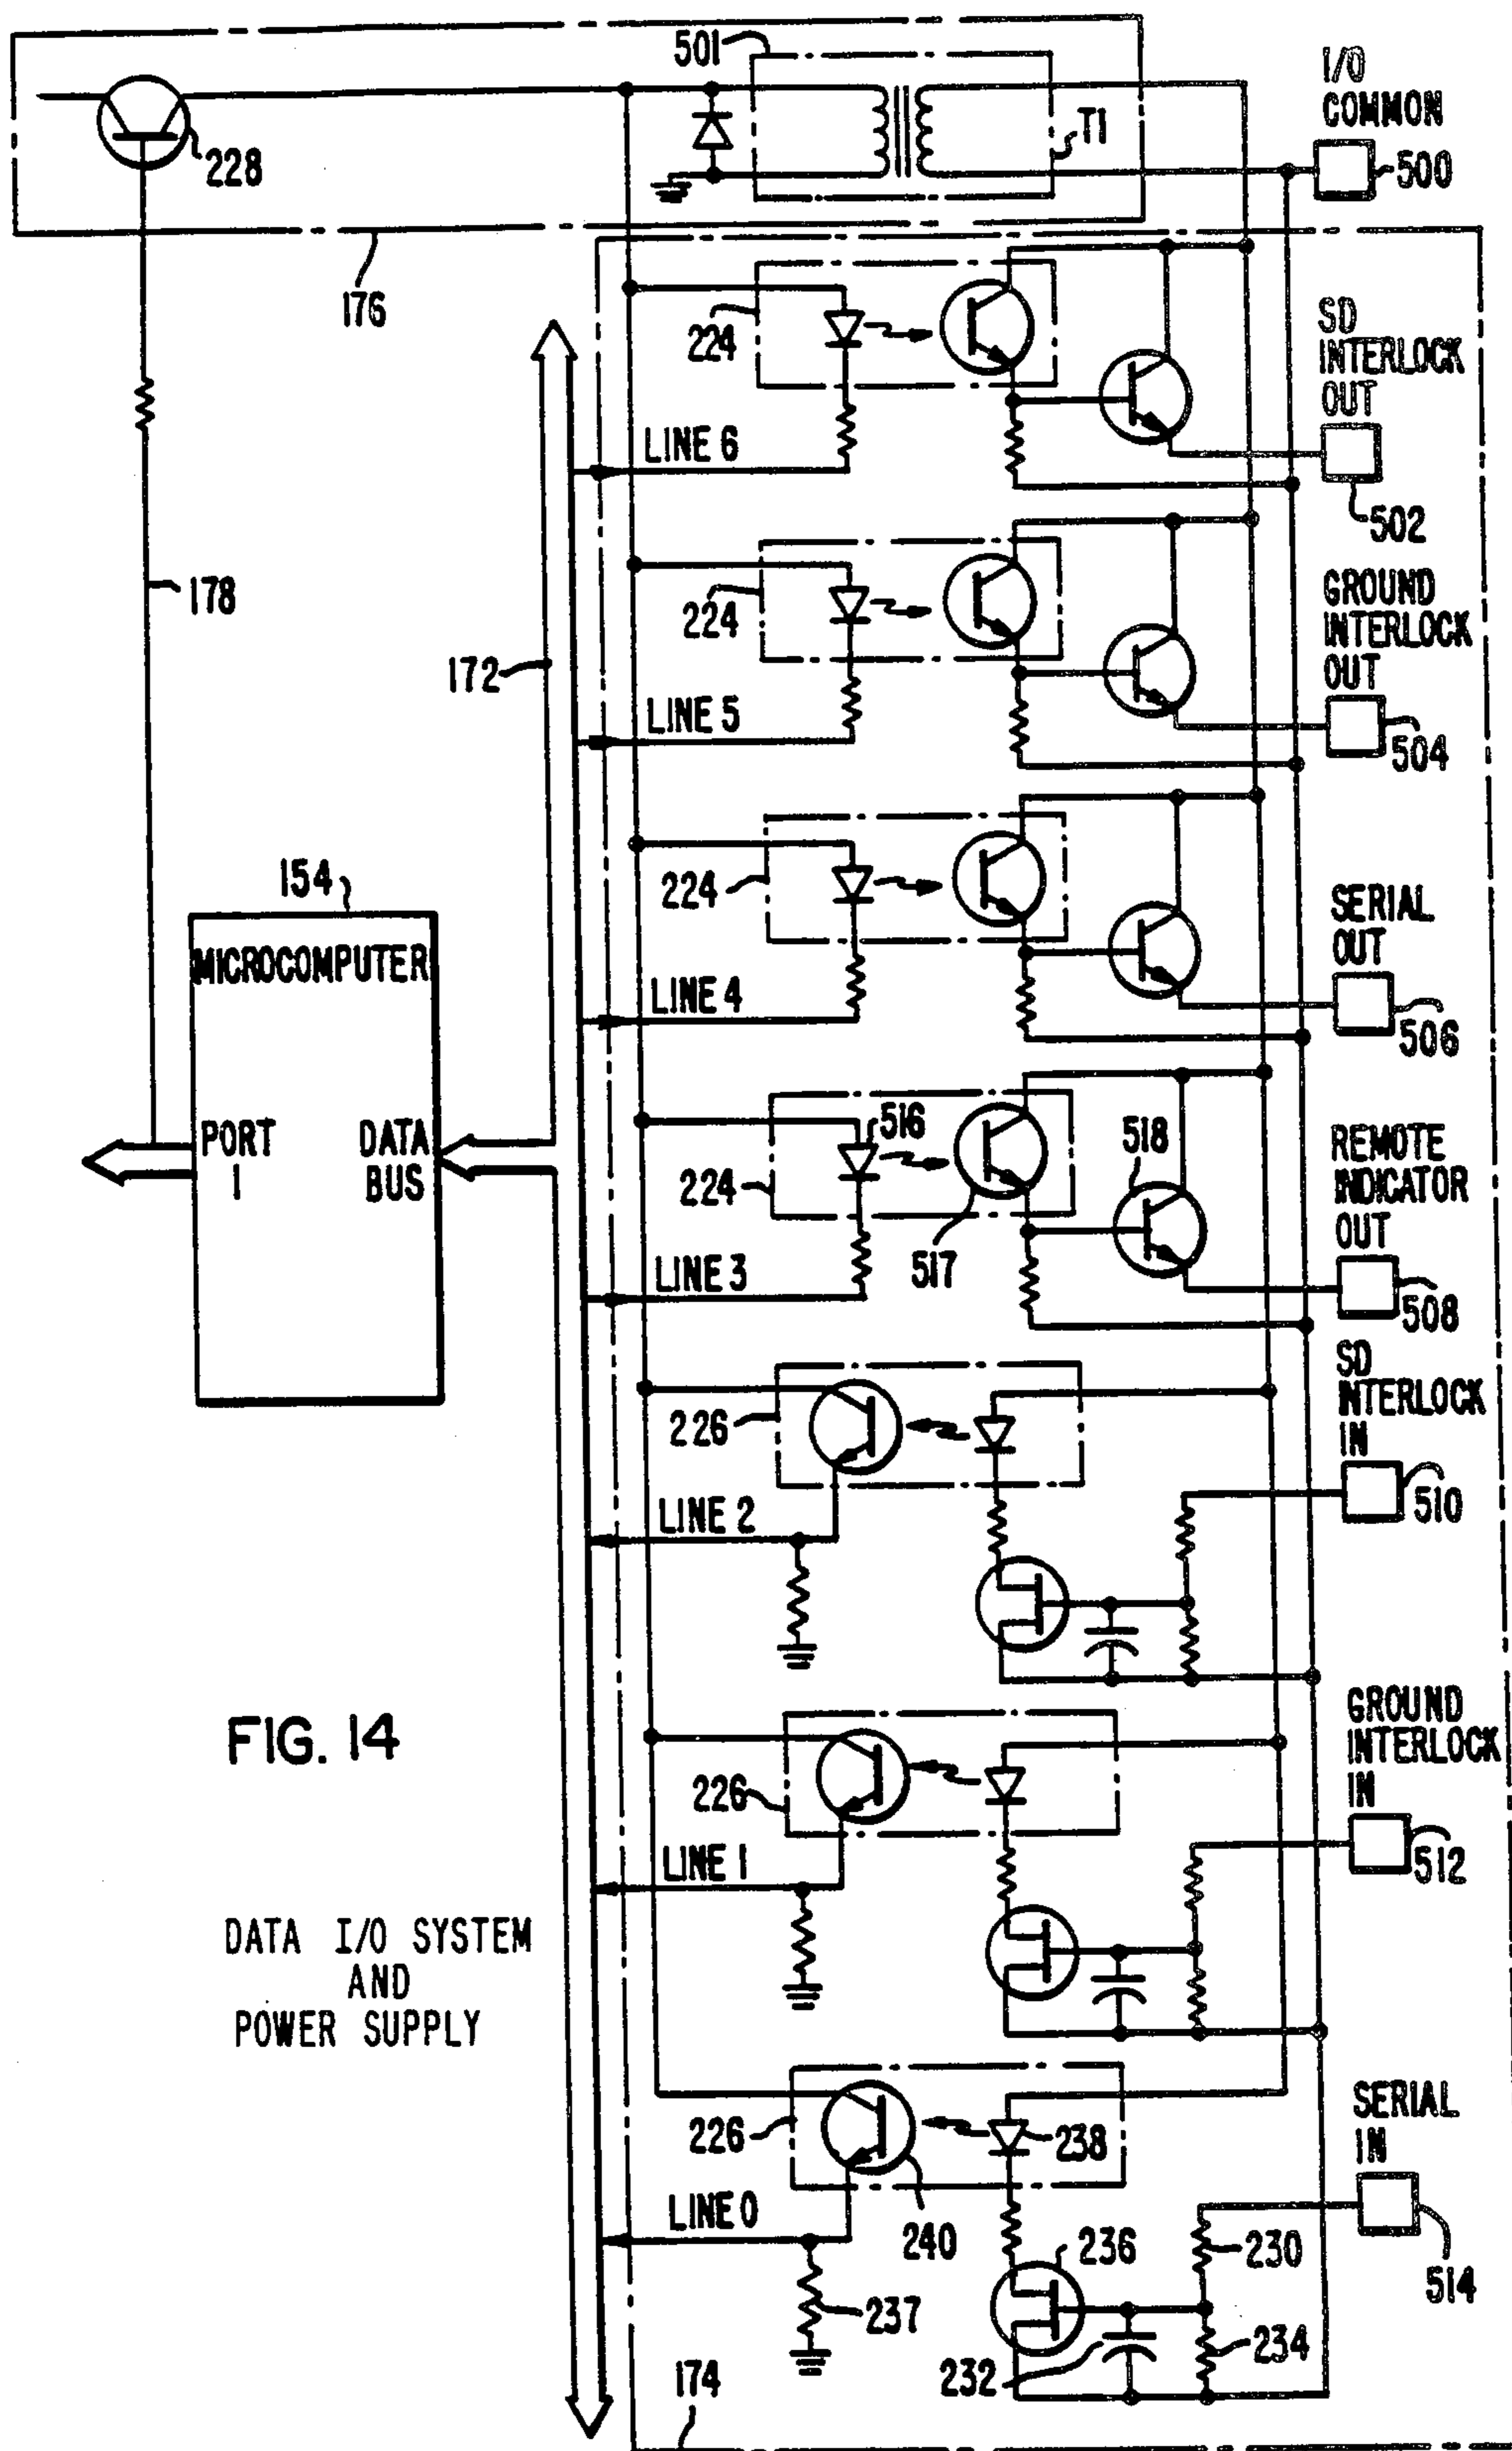 501
I/O
COMMON
T1
228
500
176
224
SD
INTERLOCK
OUT
LINE 6
502
178
224
GROUND
INTERLOCK
OUT
172
LINE 5
504
154
224
SERIAL
OUT
MICROCOMPUTER
LINE 4
506
516
518
REMOTE
INDICATOR
OUT
PORT
1
DATA
BUS
224
517
LINE 3
508
SD
INTERLOCK
IN
226
510
LINE 2
FIG. 14
GROUND
INTERLOCK
IN
226
LINE 1
512
DATA I/O SYSTEM
AND
POWER SUPPLY
SERIAL
IN
226
238
LINE 0
240
236
230
514
237
232
234
174